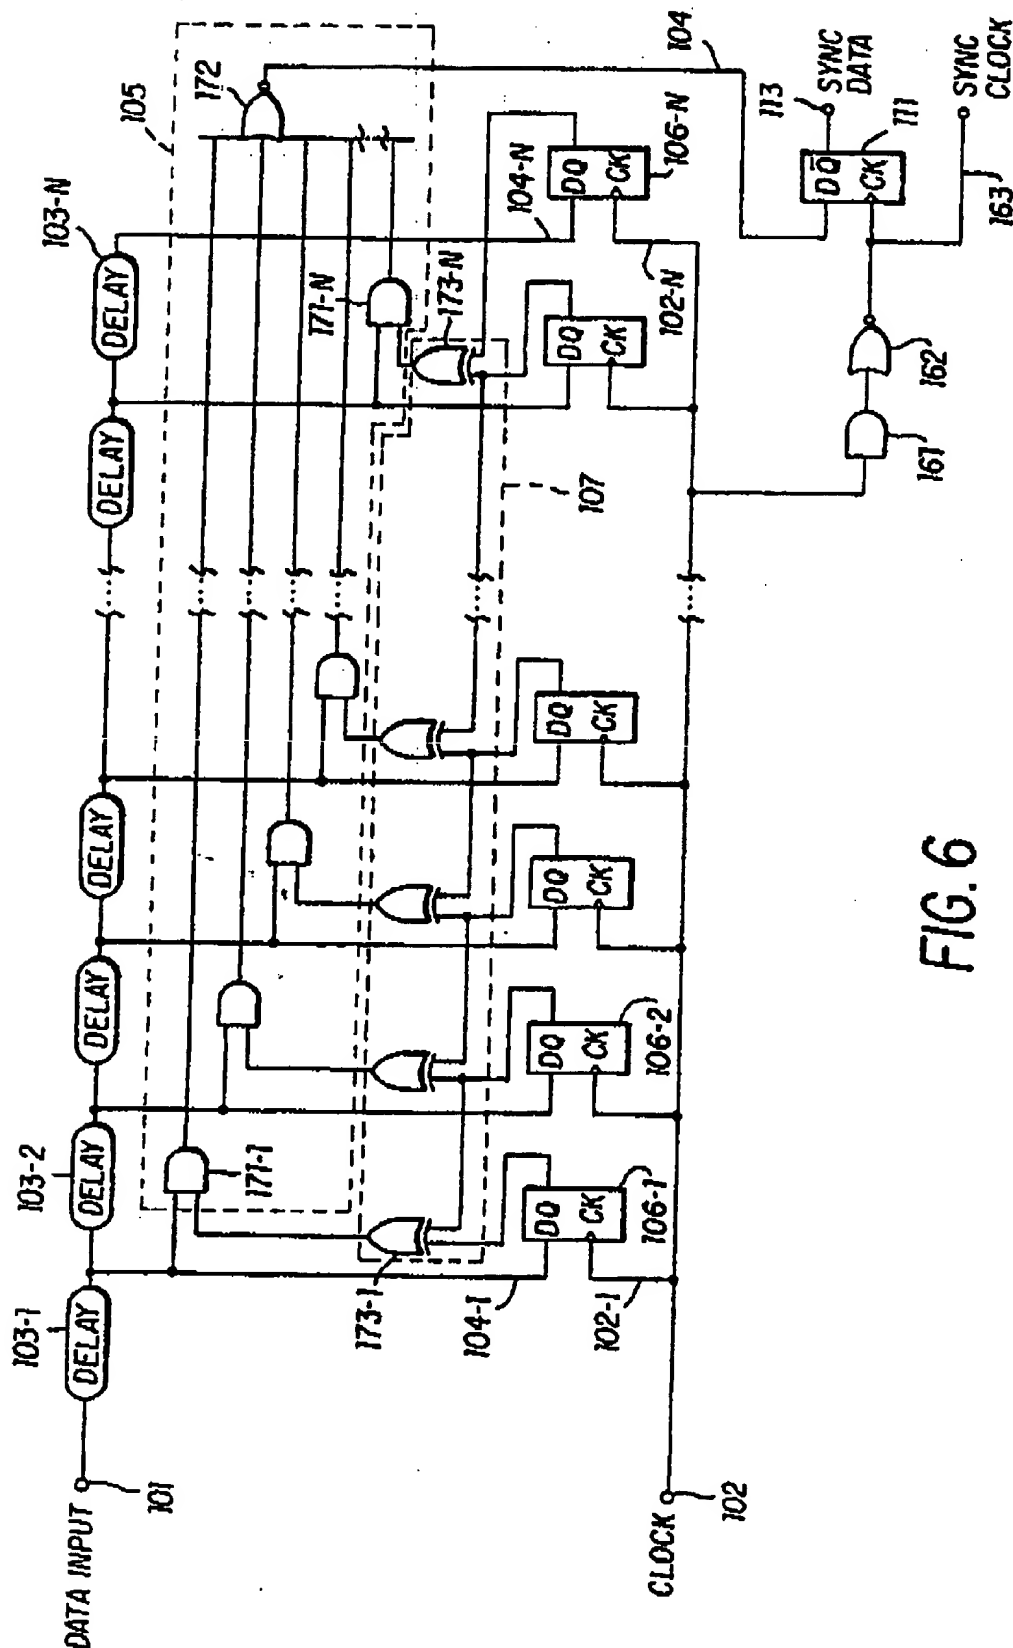 103-1
103-2
103-N
DATA INPUT
101
DELAY
DELAY
DELAY
DELAY
DELAY
DELAY
105
172
171-1
171-N
173-1
173-N
107
104-1
104-N
104
DQ
CK
DQ
CK
DQ
CK
DQ
CK
DQ
CK
DQ
CK
106-1
106-2
106-N
102-1
102-N
CLOCK
102
161
162
DQ̄
CK
111
113
SYNC
DATA
163
SYNC
CLOCK
FIG. 6